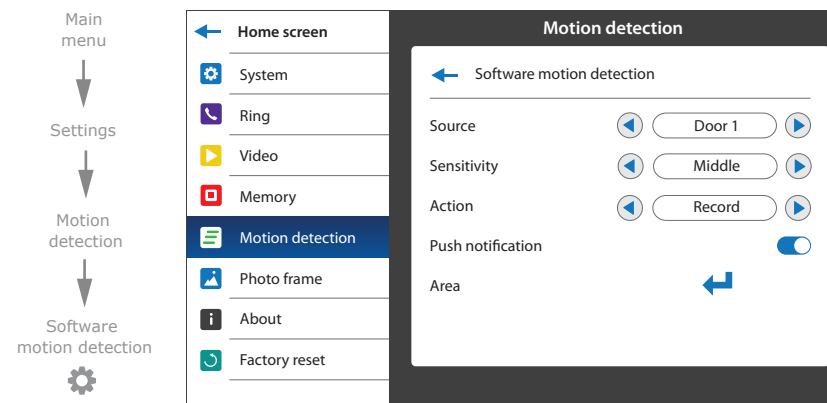 Main
menu
Settings
Motion
detection
Software
motion detection
Home screen
System
Ring
Video
Memory
Motion detection
Photo frame
About
Factory reset
Motion detection
Software motion detection
Source
Door 1
Sensitivity
Middle
Action
Record
Push notification
Area